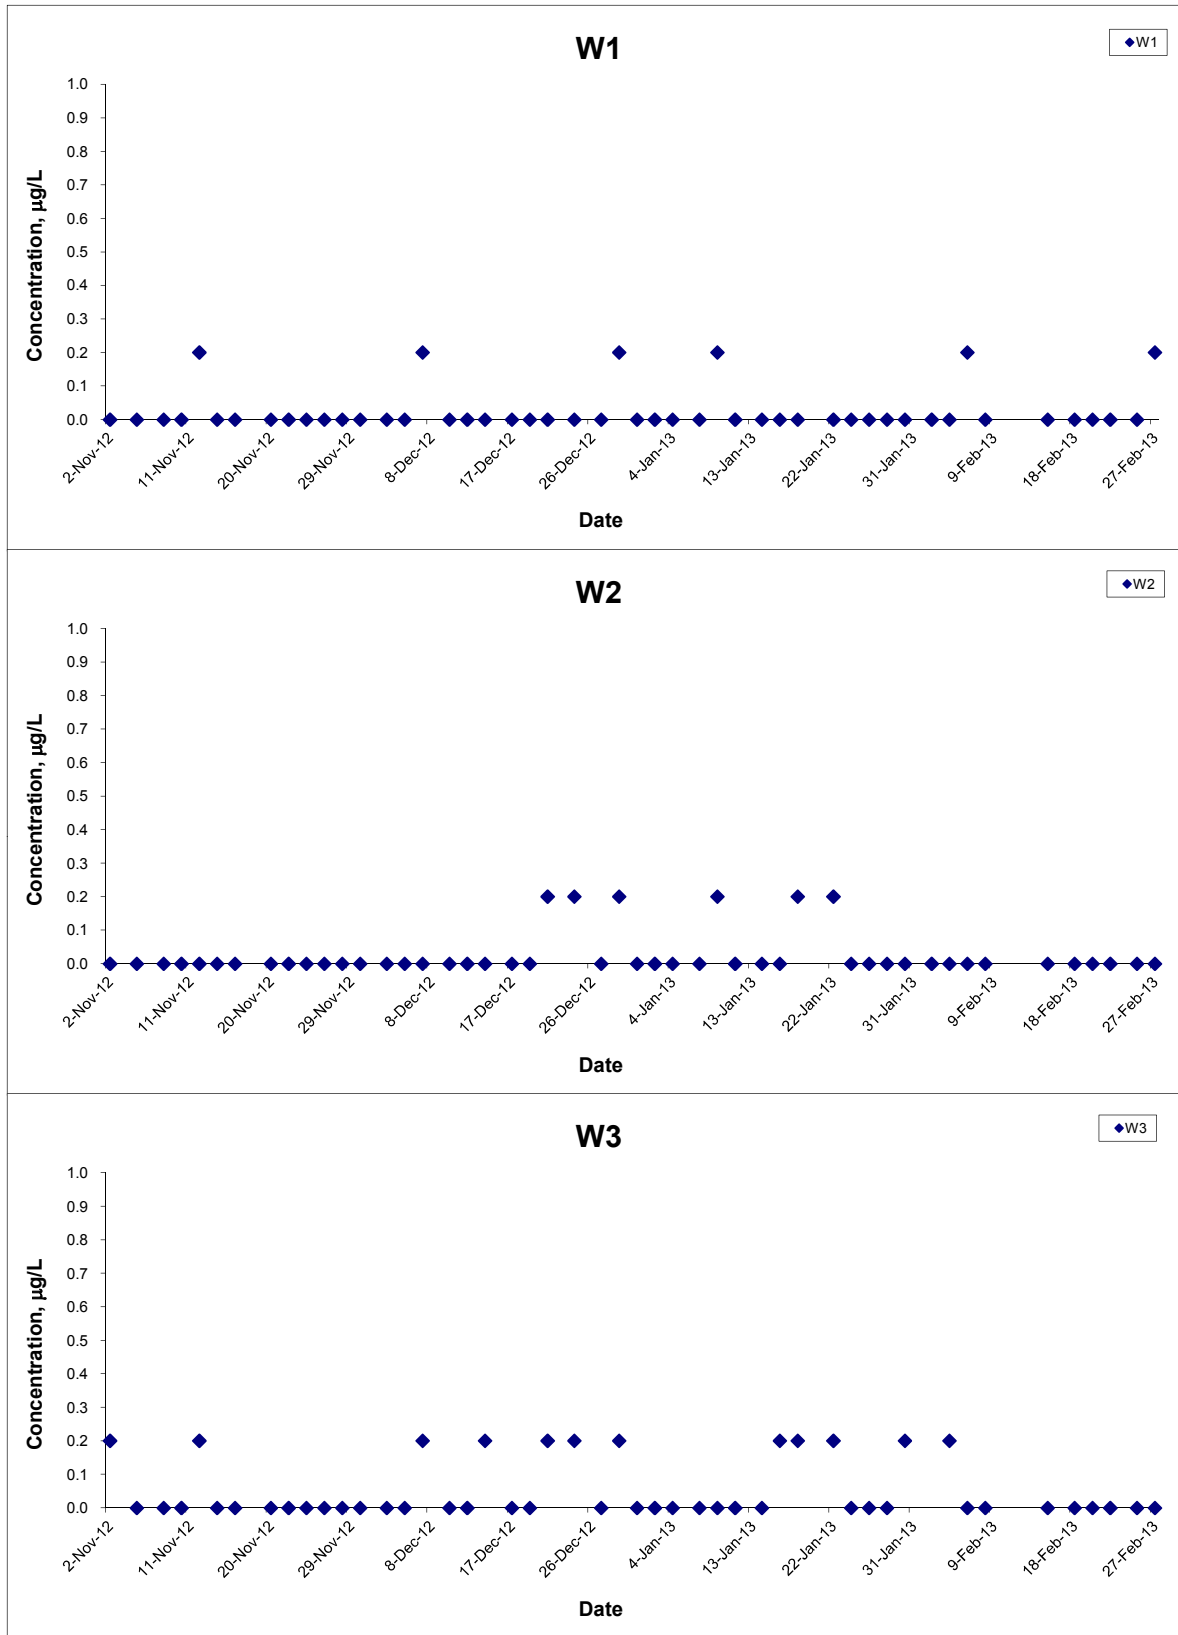 W1
W1
1.0
0.9
0.8
0.7
0.6
0.5
0.4
0.3
0.2
0.1
0.0
Concentration, µg/L
2-Nov-12
11-Nov-12
20-Nov-12
29-Nov-12
8-Dec-12
17-Dec-12
26-Dec-12
4-Jan-13
13-Jan-13
22-Jan-13
31-Jan-13
9-Feb-13
18-Feb-13
27-Feb-13
Date
W2
W2
1.0
0.9
0.8
0.7
0.6
0.5
0.4
0.3
0.2
0.1
0.0
Concentration, µg/L
2-Nov-12
11-Nov-12
20-Nov-12
29-Nov-12
8-Dec-12
17-Dec-12
26-Dec-12
4-Jan-13
13-Jan-13
22-Jan-13
31-Jan-13
9-Feb-13
18-Feb-13
27-Feb-13
Date
W3
W3
1.0
0.9
0.8
0.7
0.6
0.5
0.4
0.3
0.2
0.1
0.0
Concentration, µg/L
2-Nov-12
11-Nov-12
20-Nov-12
29-Nov-12
8-Dec-12
17-Dec-12
26-Dec-12
4-Jan-13
13-Jan-13
22-Jan-13
31-Jan-13
9-Feb-13
18-Feb-13
27-Feb-13
Date